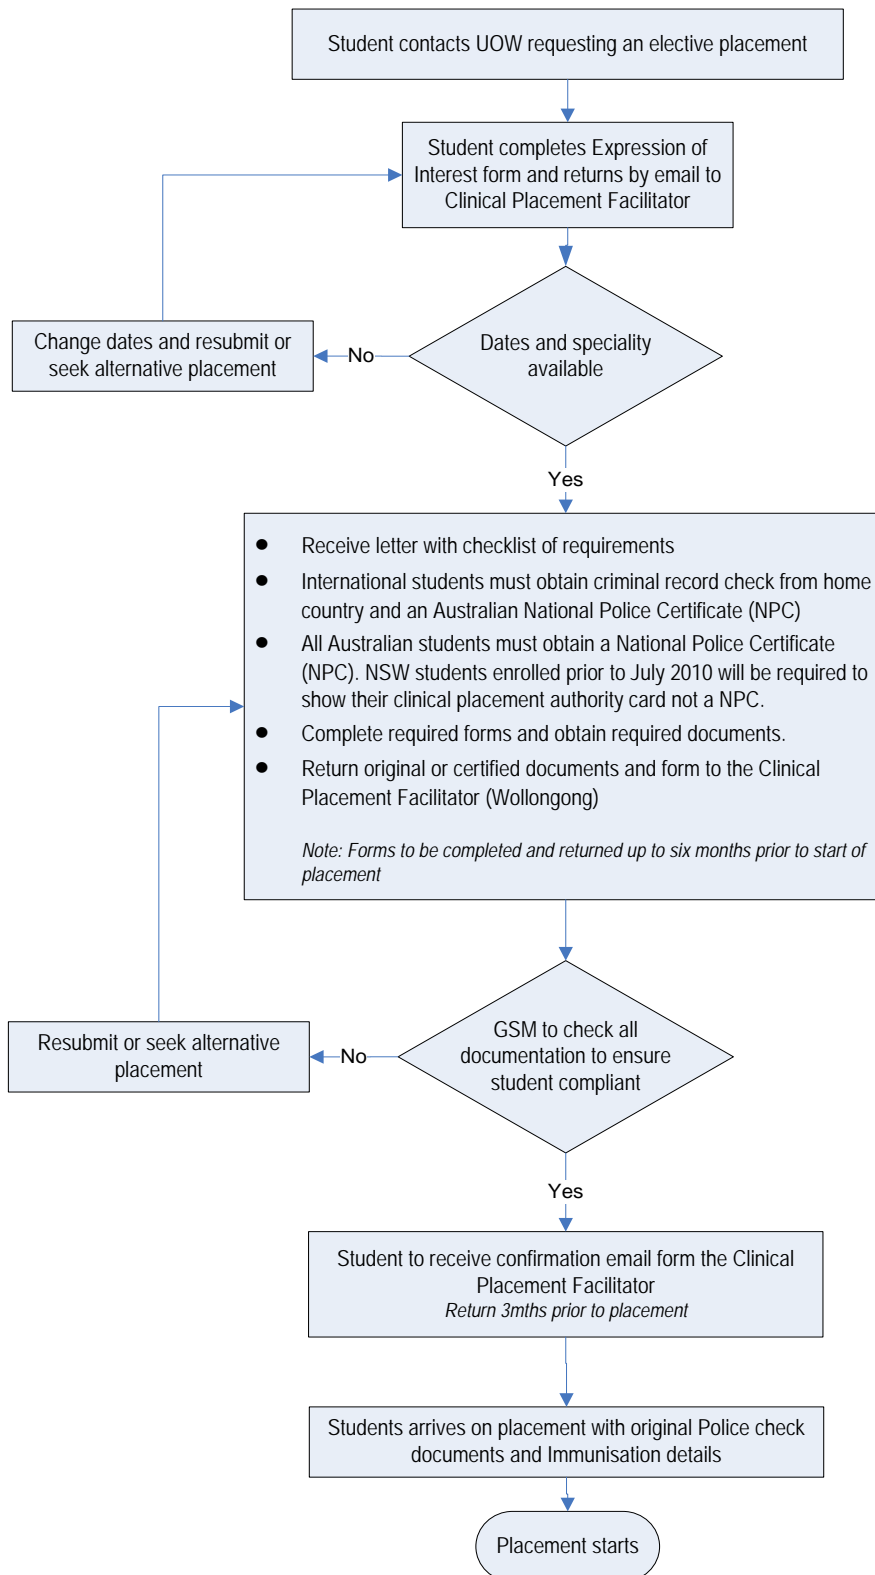 Student contacts UOW requesting an elective placement
Student completes Expression of
Interest form and returns by email to
Clinical Placement Facilitator
Change dates and resubmit or
seek alternative placement
No
Dates and speciality
available
Yes
● Receive letter with checklist of requirements
● International students must obtain criminal record check from home
country and an Australian National Police Certificate (NPC)
● All Australian students must obtain a National Police Certificate
(NPC). NSW students enrolled prior to July 2010 will be required to
show their clinical placement authority card not a NPC.
● Complete required forms and obtain required documents.
● Return original or certified documents and form to the Clinical
Placement Facilitator (Wollongong)
Note: Forms to be completed and returned up to six months prior to start of
placement
Resubmit or seek alternative
placement
No
GSM to check all
documentation to ensure
student compliant
Yes
Student to receive confirmation email form the Clinical
Placement Facilitator
Return 3mths prior to placement
Students arrives on placement with original Police check
documents and Immunisation details
Placement starts